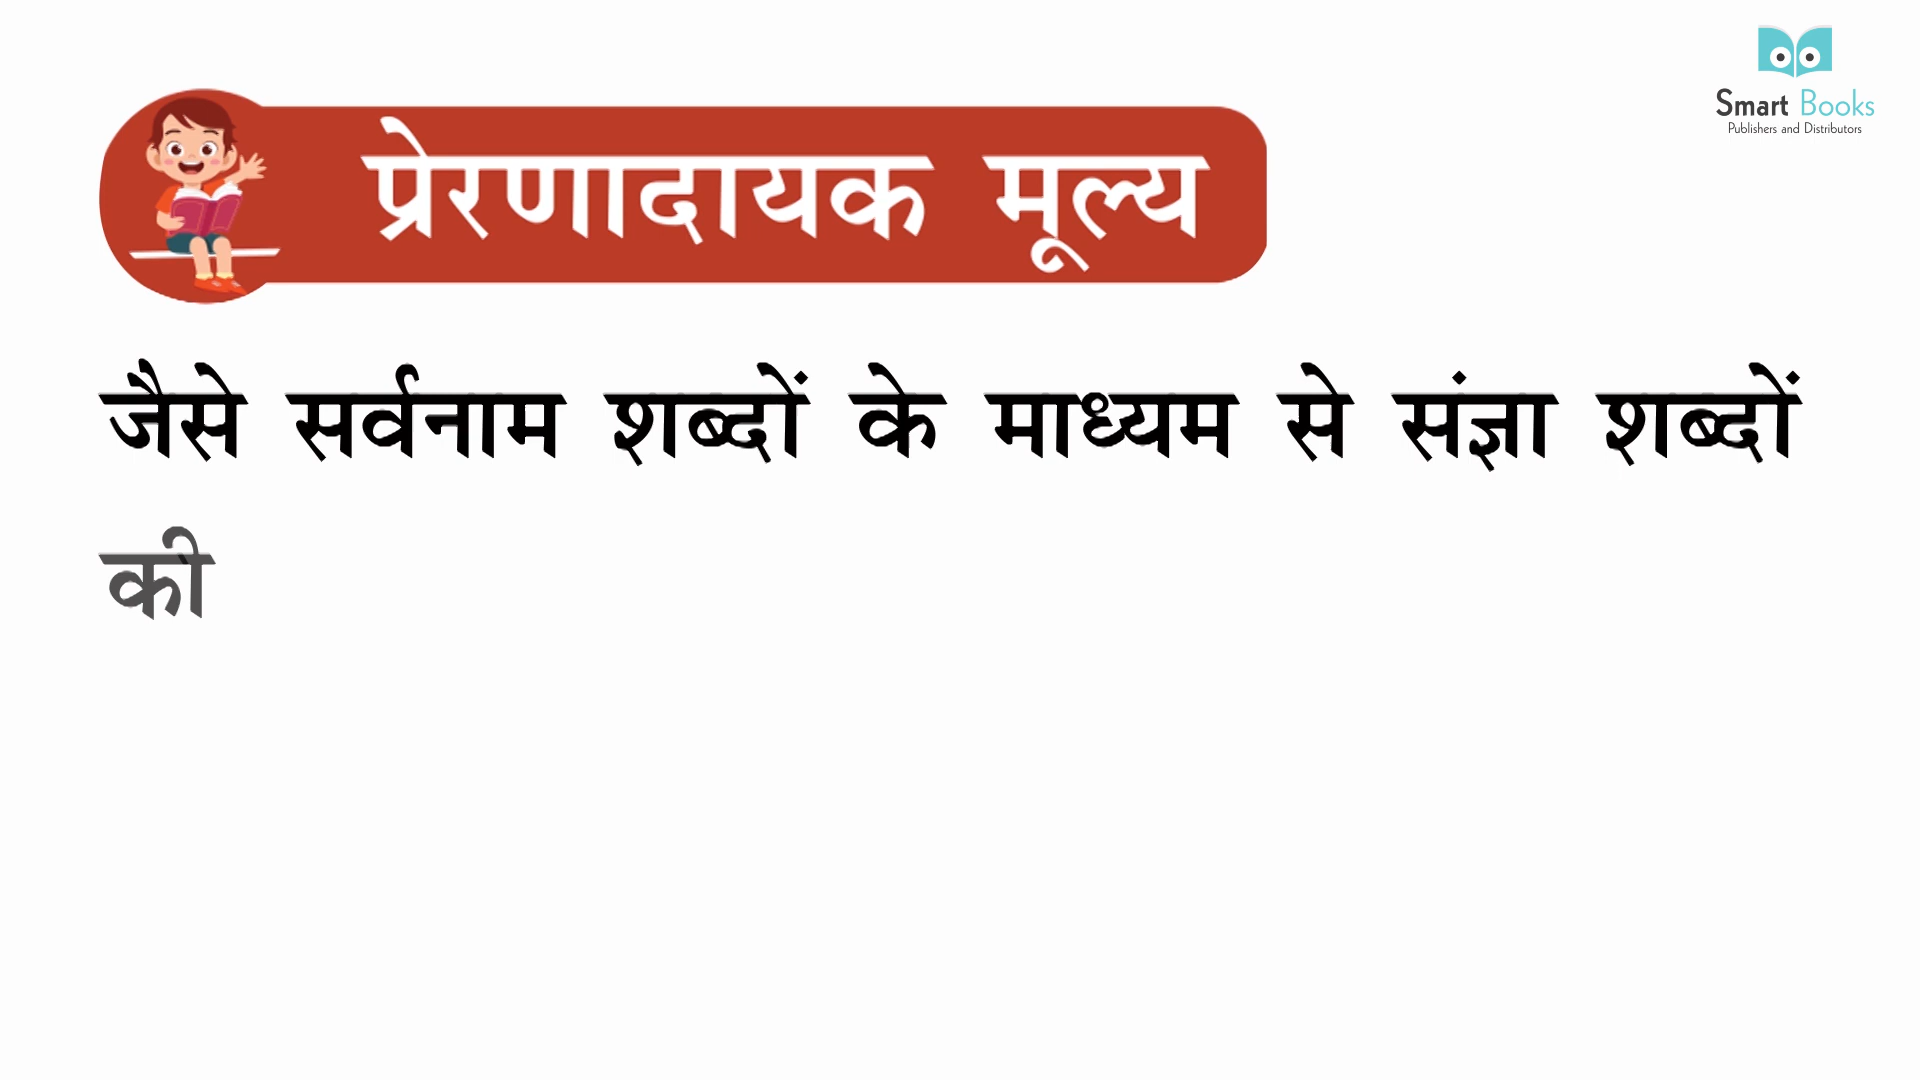 Smart Books
Publishers and Distributors
प्रेरणादायक मूल्य
जैसे सर्वनाम शब्दों के माध्यम से संज्ञा शब्दों
की